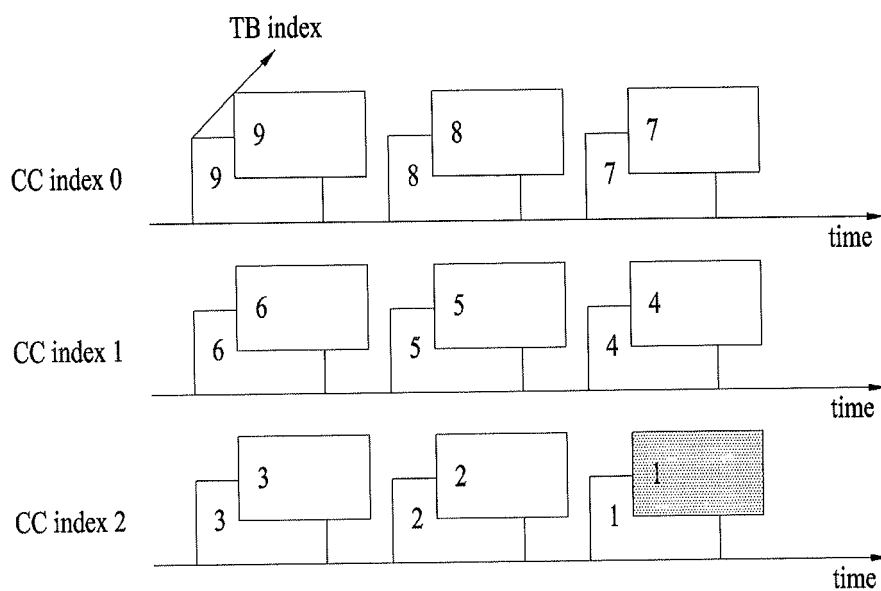 TB index
9 8 7
CC index 0 9 8 7
time
6 5 4
CC index 1 6 5 4
time
3 2 1
CC index 2 3 2 1
time